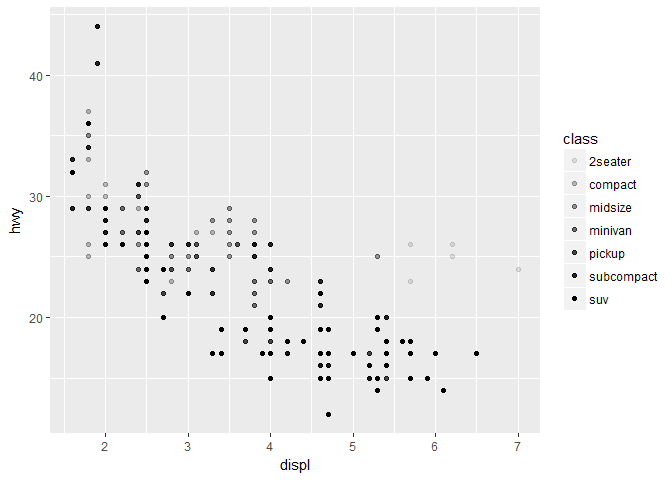 40
30
20
hwy
2 3 4 5 6 7
displ
class
2seater
compact
midsize
minivan
pickup
subcompact
suv